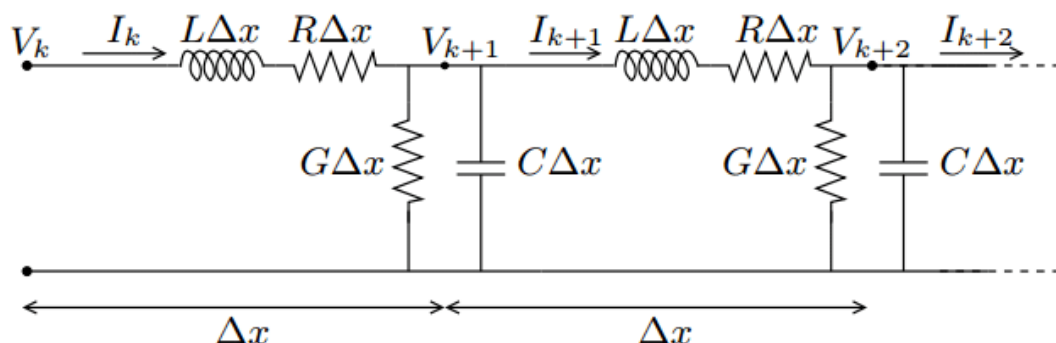 V_k I_k LΔx RΔx V_{k+1} I_{k+1} LΔx RΔx V_{k+2} I_{k+2}
GΔx CΔx GΔx CΔx
Δx Δx